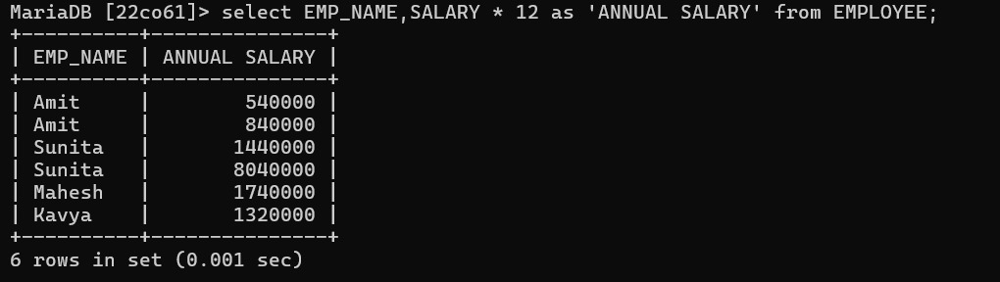 MariaDB [22co61]> select EMP_NAME,SALARY * 12 as 'ANNUAL SALARY' from EMPLOYEE;
+----------+---------------+
| EMP_NAME | ANNUAL SALARY |
+----------+---------------+
| Amit     |        540000 |
| Amit     |        840000 |
| Sunita   |       1440000 |
| Sunita   |       8040000 |
| Mahesh   |       1740000 |
| Kavya    |       1320000 |
+----------+---------------+
6 rows in set (0.001 sec)